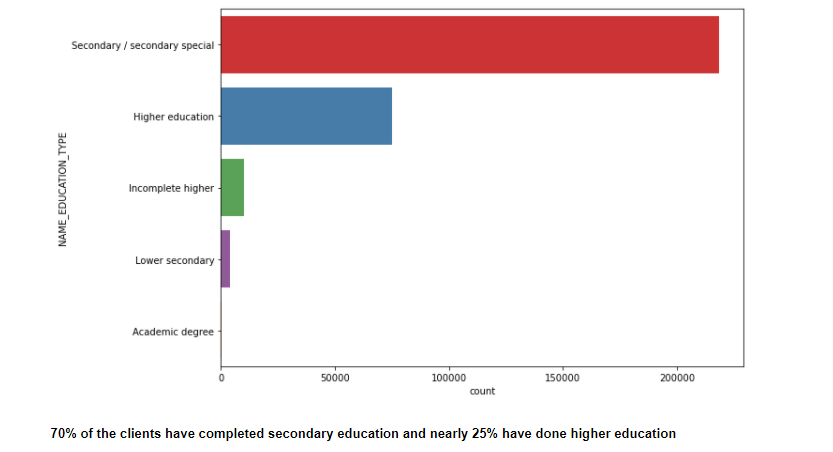 Secondary / secondary special
Higher education
NAME_EDUCATION_TYPE
Incomplete higher
Lower secondary
Academic degree
0 50000 100000 150000 200000
count
70% of the clients have completed secondary education and nearly 25% have done higher education